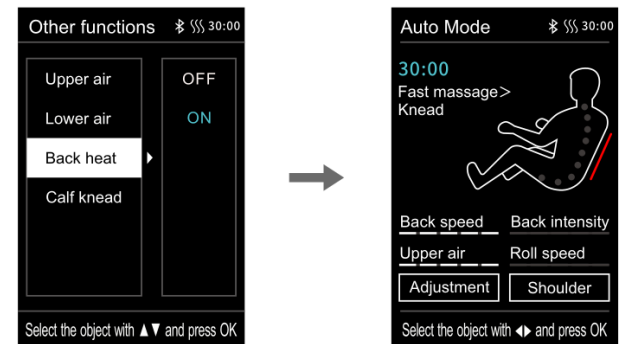 Other functions 30:00
Upper air OFF
Lower air ON
Back heat
Calf knead
Select the object with ▲▼ and press OK
Auto Mode 30:00
30:00
Fast massage>
Knead
Back speed Back intensity
Upper air Roll speed
Adjustment Shoulder
Select the object with ◀▶ and press OK